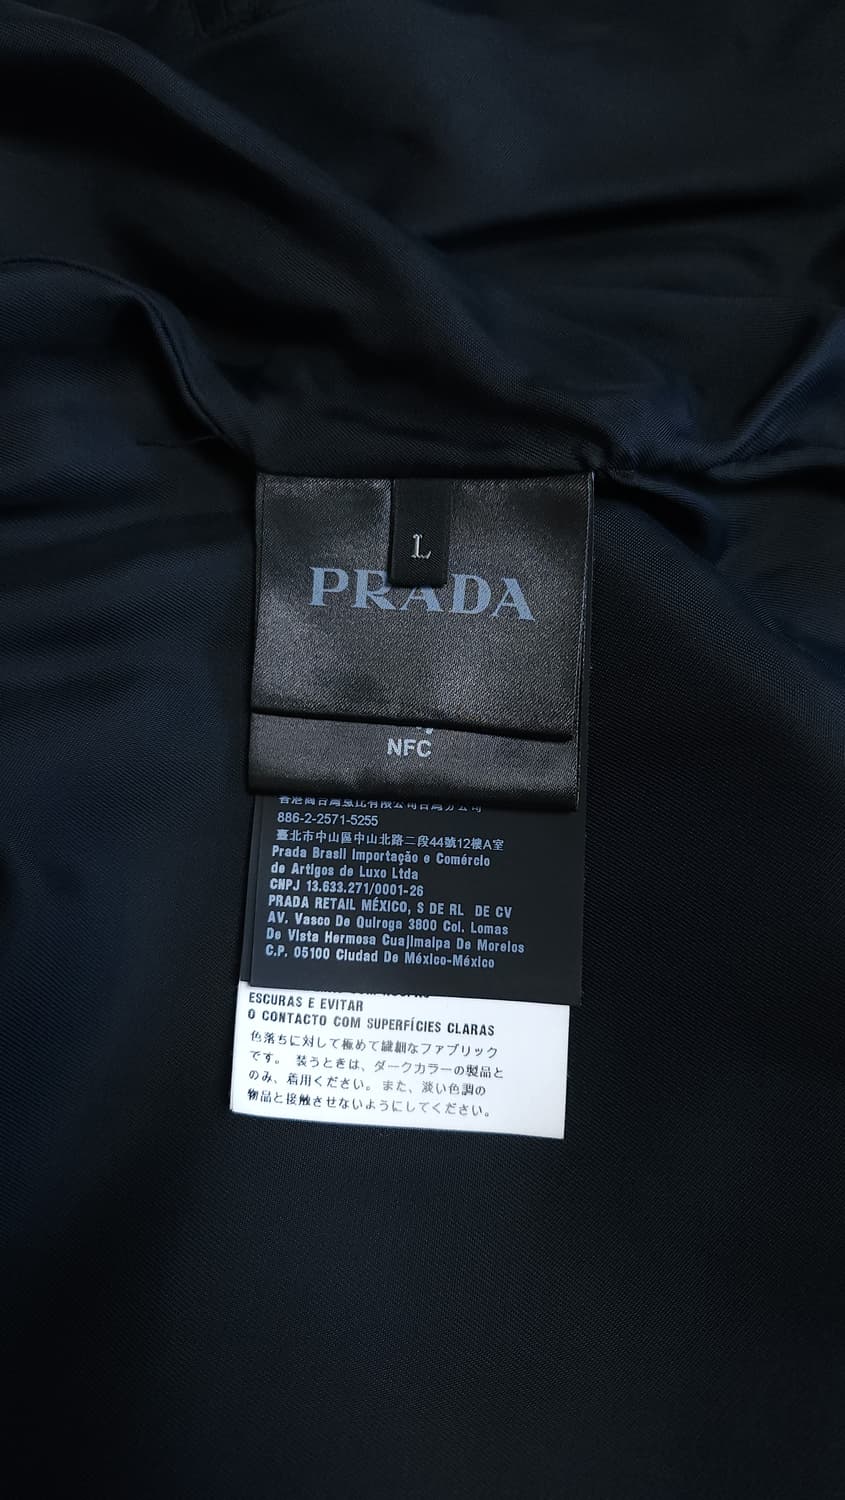 L
PRADA
NFC
886-2-2571-5255
臺北市中山區中山北路二段44號12樓A室
Prada Brasil Importação e Comércio
de Artigos de Luxo Ltda
CNPJ 13.633.271/0001-26
PRADA RETAIL MÉXICO, S DE RL DE CV
AV. Vasco De Quiroga 3800 Col. Lomas
De Vista Hermosa Cuajimalpa De Morelos
C.P. 05100 Ciudad De México-México
ESCURAS E EVITAR
O CONTACTO COM SUPERFÍCIES CLARAS
色落ちに対して極めて繊細なファブリック
です。 装うときは、ダークカラーの製品と
のみ、着用ください。また、淡い色調の
物品と接触させないようにしてください。